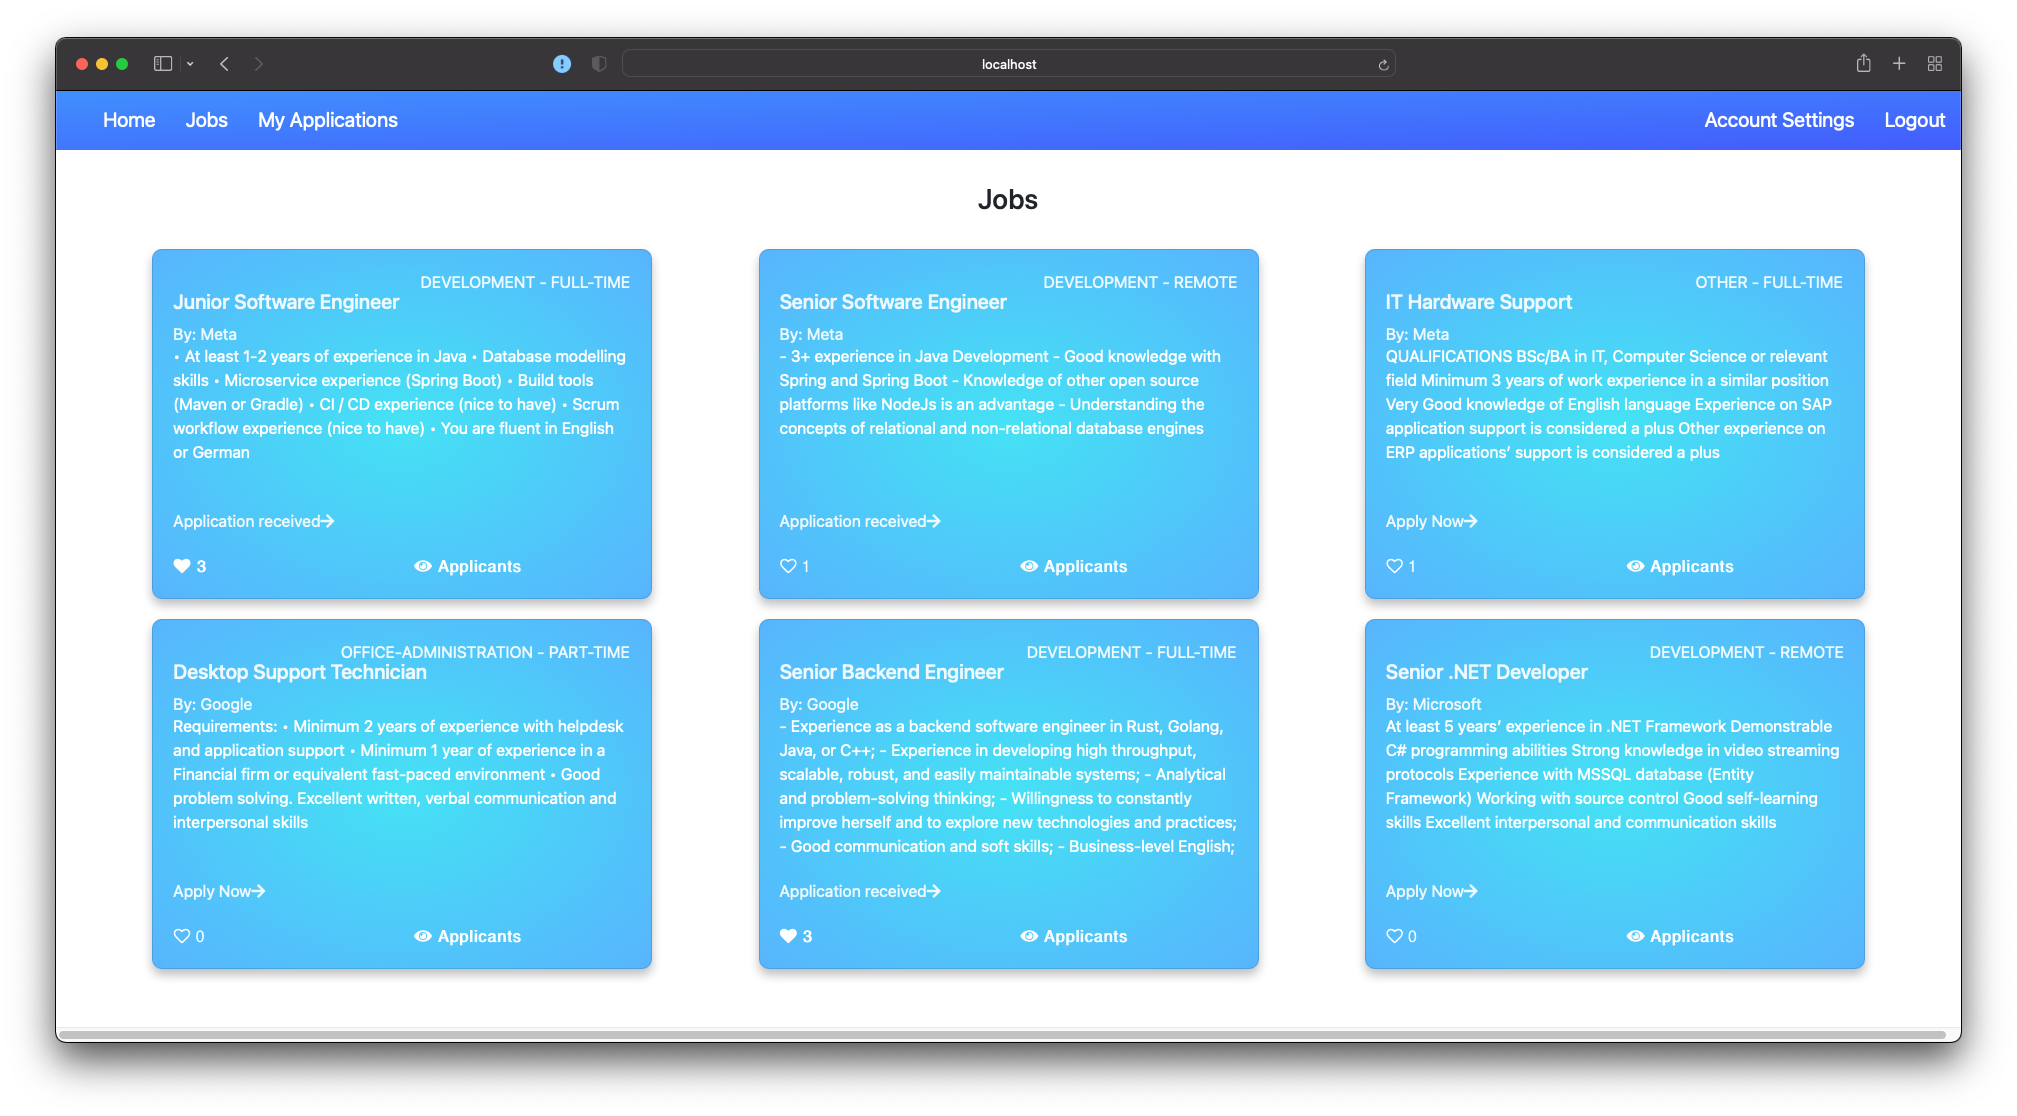 localhost
Home Jobs My Applications Account Settings Logout
Jobs
DEVELOPMENT - FULL-TIME
Junior Software Engineer
By: Meta
• At least 1-2 years of experience in Java • Database modelling
skills • Microservice experience (Spring Boot) • Build tools
(Maven or Gradle) • CI / CD experience (nice to have) • Scrum
workflow experience (nice to have) • You are fluent in English
or German
Application received
3 Applicants
DEVELOPMENT - REMOTE
Senior Software Engineer
By: Meta
- 3+ experience in Java Development - Good knowledge with
Spring and Spring Boot - Knowledge of other open source
platforms like NodeJs is an advantage - Understanding the
concepts of relational and non-relational database engines
Application received
1 Applicants
OTHER - FULL-TIME
IT Hardware Support
By: Meta
QUALIFICATIONS BSc/BA in IT, Computer Science or relevant
field Minimum 3 years of work experience in a similar position
Very Good knowledge of English language Experience on SAP
application support is considered a plus Other experience on
ERP applications’ support is considered a plus
Apply Now
1 Applicants
OFFICE-ADMINISTRATION - PART-TIME
Desktop Support Technician
By: Google
Requirements: • Minimum 2 years of experience with helpdesk
and application support • Minimum 1 year of experience in a
Financial firm or equivalent fast-paced environment • Good
problem solving. Excellent written, verbal communication and
interpersonal skills
Apply Now
0 Applicants
DEVELOPMENT - FULL-TIME
Senior Backend Engineer
By: Google
- Experience as a backend software engineer in Rust, Golang,
Java, or C++; - Experience in developing high throughput,
scalable, robust, and easily maintainable systems; - Analytical
and problem-solving thinking; - Willingness to constantly
improve herself and to explore new technologies and practices;
- Good communication and soft skills; - Business-level English;
Application received
3 Applicants
DEVELOPMENT - REMOTE
Senior .NET Developer
By: Microsoft
At least 5 years’ experience in .NET Framework Demonstrable
C# programming abilities Strong knowledge in video streaming
protocols Experience with MSSQL database (Entity
Framework) Working with source control Good self-learning
skills Excellent interpersonal and communication skills
Apply Now
0 Applicants